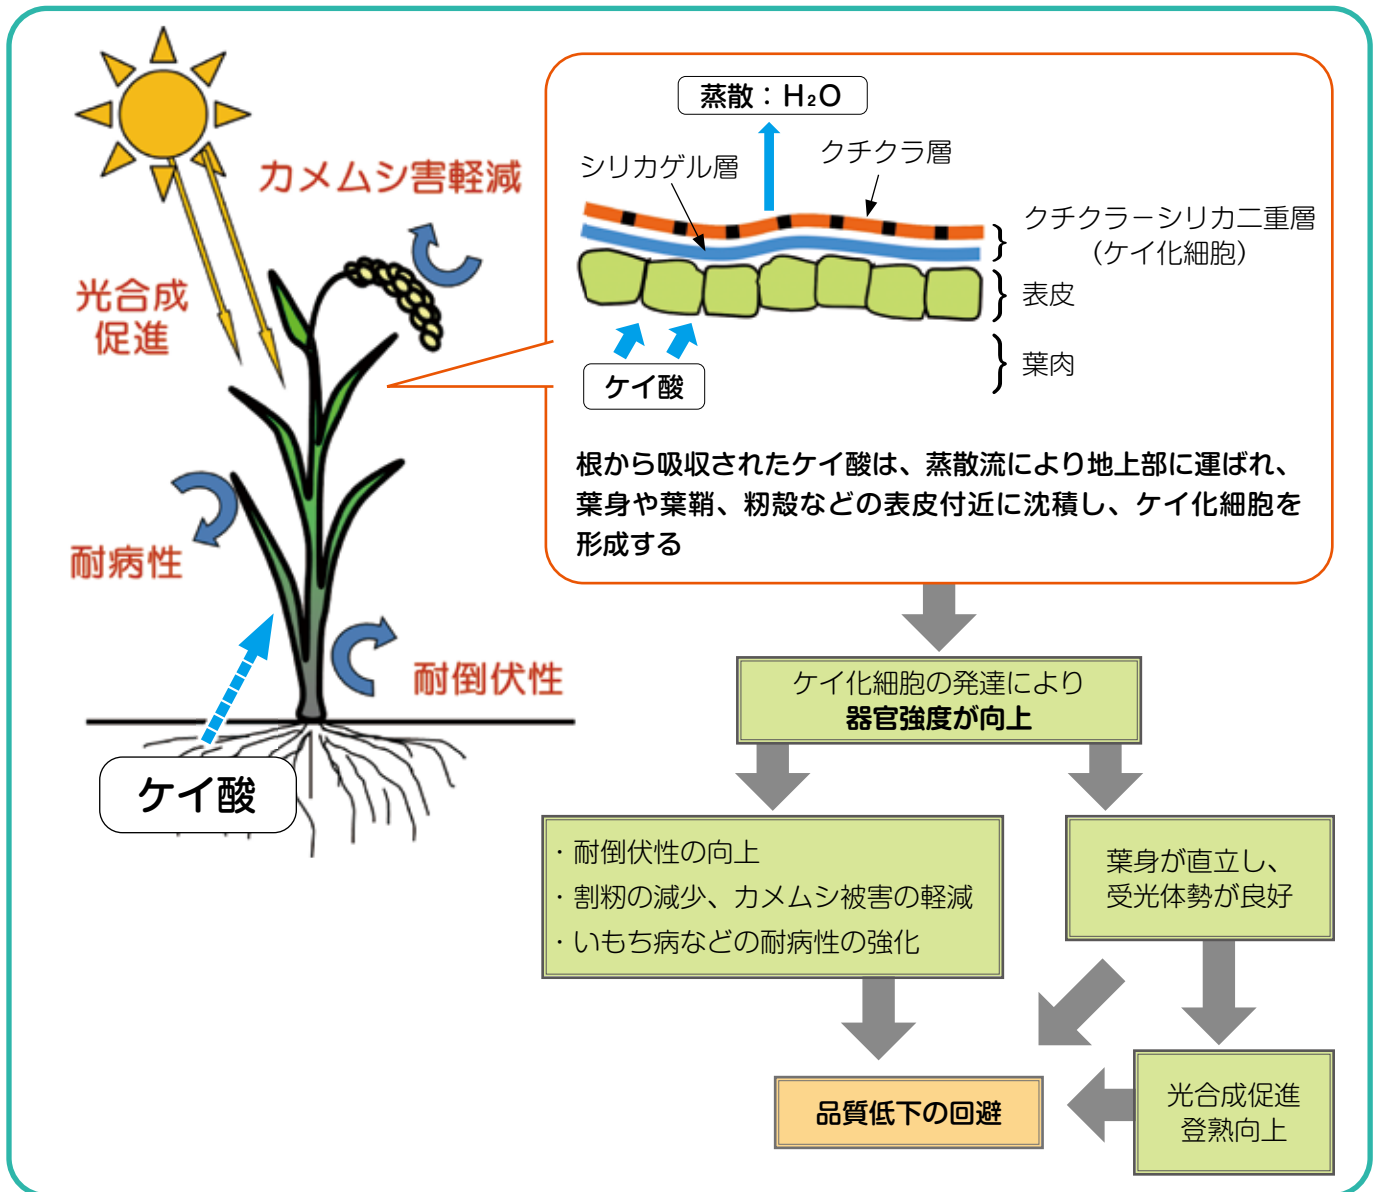 カメムシ害軽減
光合成
促進
耐病性
耐倒伏性
ケイ酸
蒸散：H₂O
シリカゲル層
クチクラ層
クチクラーシリカ二重層
（ケイ化細胞）
表皮
葉肉
ケイ酸
根から吸収されたケイ酸は、蒸散流により地上部に運ばれ、
葉身や葉鞘、籾殻などの表皮付近に沈積し、ケイ化細胞を
形成する
ケイ化細胞の発達により
器官強度が向上
・耐倒伏性の向上
・割籾の減少、カメムシ被害の軽減
・いもち病などの耐病性の強化
葉身が直立し、
受光体勢が良好
光合成促進
登熟向上
品質低下の回避